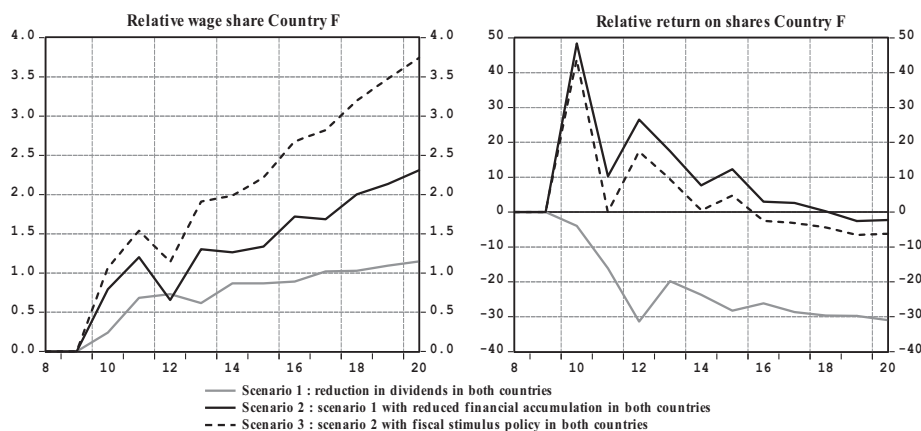 Relative wage share Country F
4.0 4.0
3.5 3.5
3.0 3.0
2.5 2.5
2.0 2.0
1.5 1.5
1.0 1.0
0.5 0.5
0.0 0.0
8 10 12 14 16 18 20
Relative return on shares Country F
50 50
40 40
30 30
20 20
10 10
0 0
-10 -10
-20 -20
-30 -30
-40 -40
8 10 12 14 16 18 20
Scenario 1 : reduction in dividends in both countries
Scenario 2 : scenario 1 with reduced financial accumulation in both countries
Scenario 3 : scenario 2 with fiscal stimulus policy in both countries